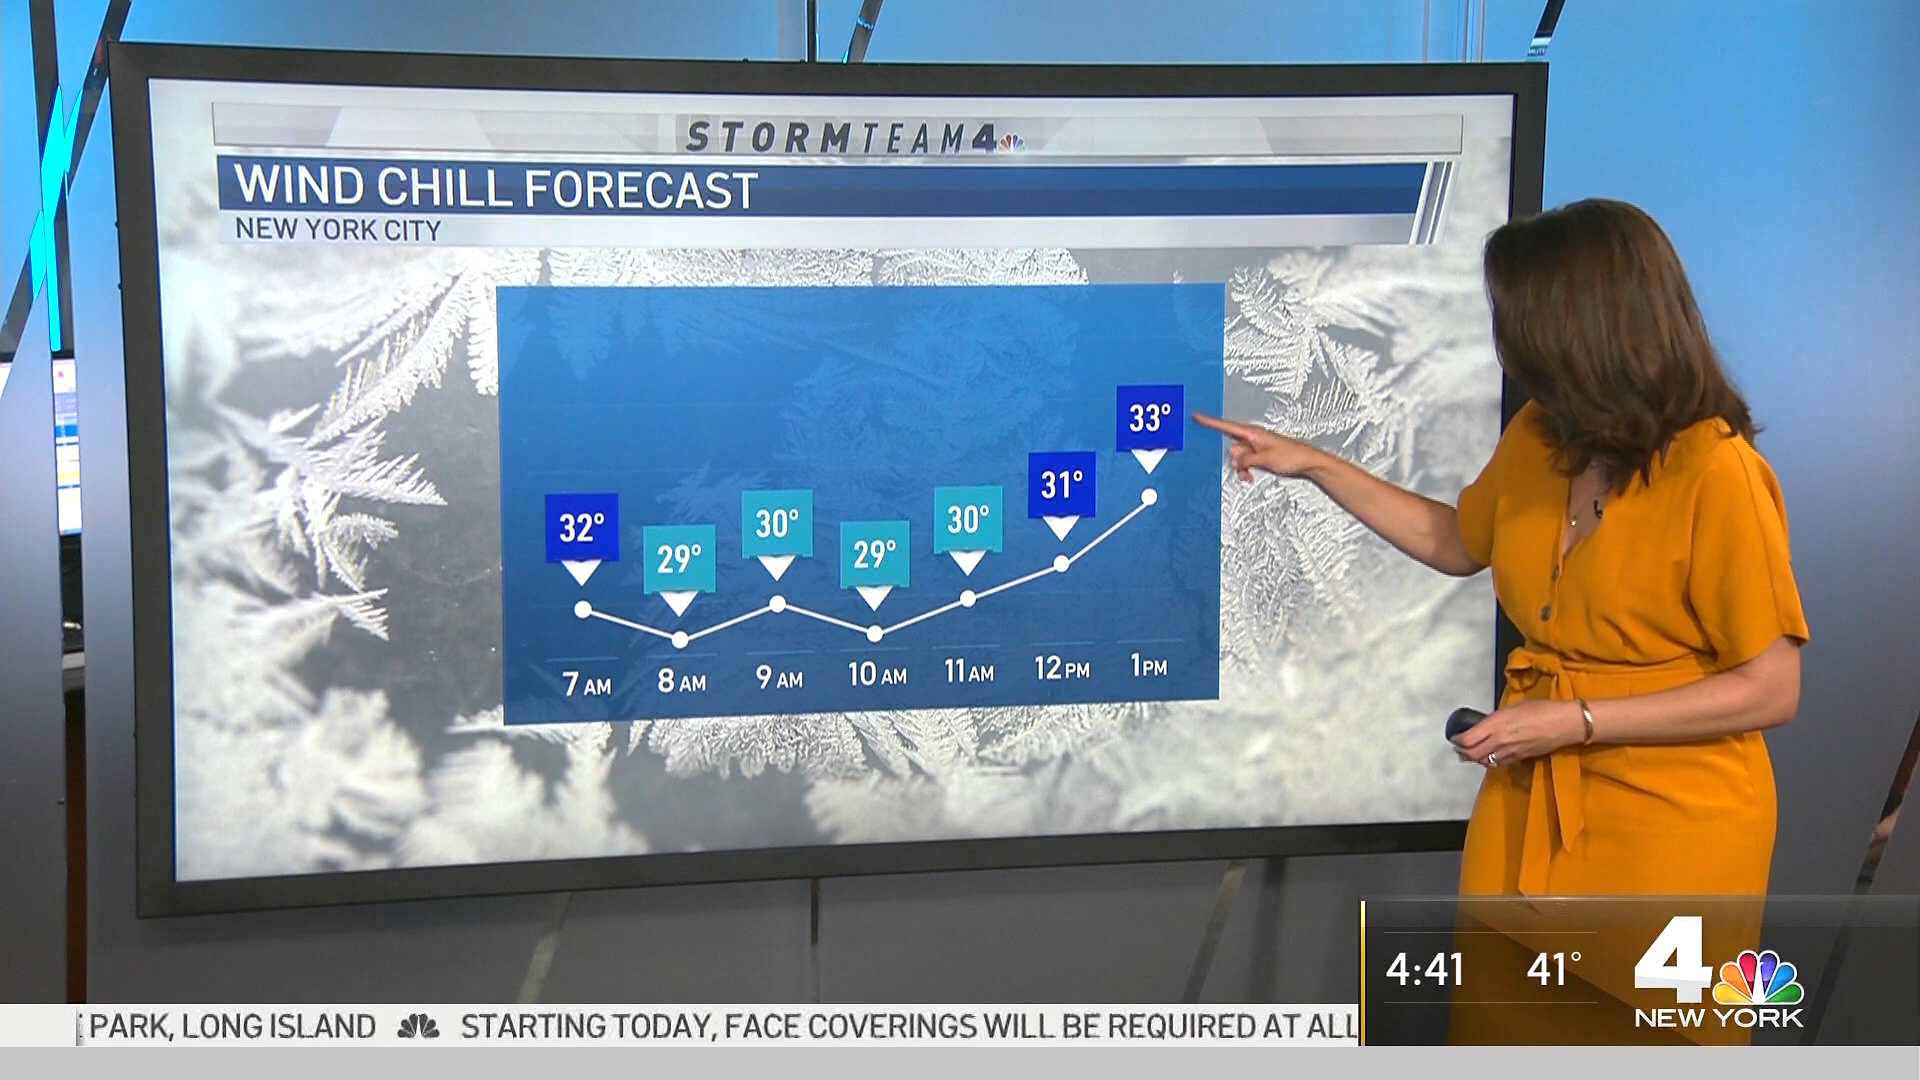 STORMTEAM4
WIND CHILL FORECAST
NEW YORK CITY
32° 29° 30° 29° 30° 31° 33°
7 AM 8 AM 9 AM 10 AM 11 AM 12 PM 1 PM
4:41 41° 4
NEW YORK
PARK, LONG ISLAND STARTING TODAY, FACE COVERINGS WILL BE REQUIRED AT ALL